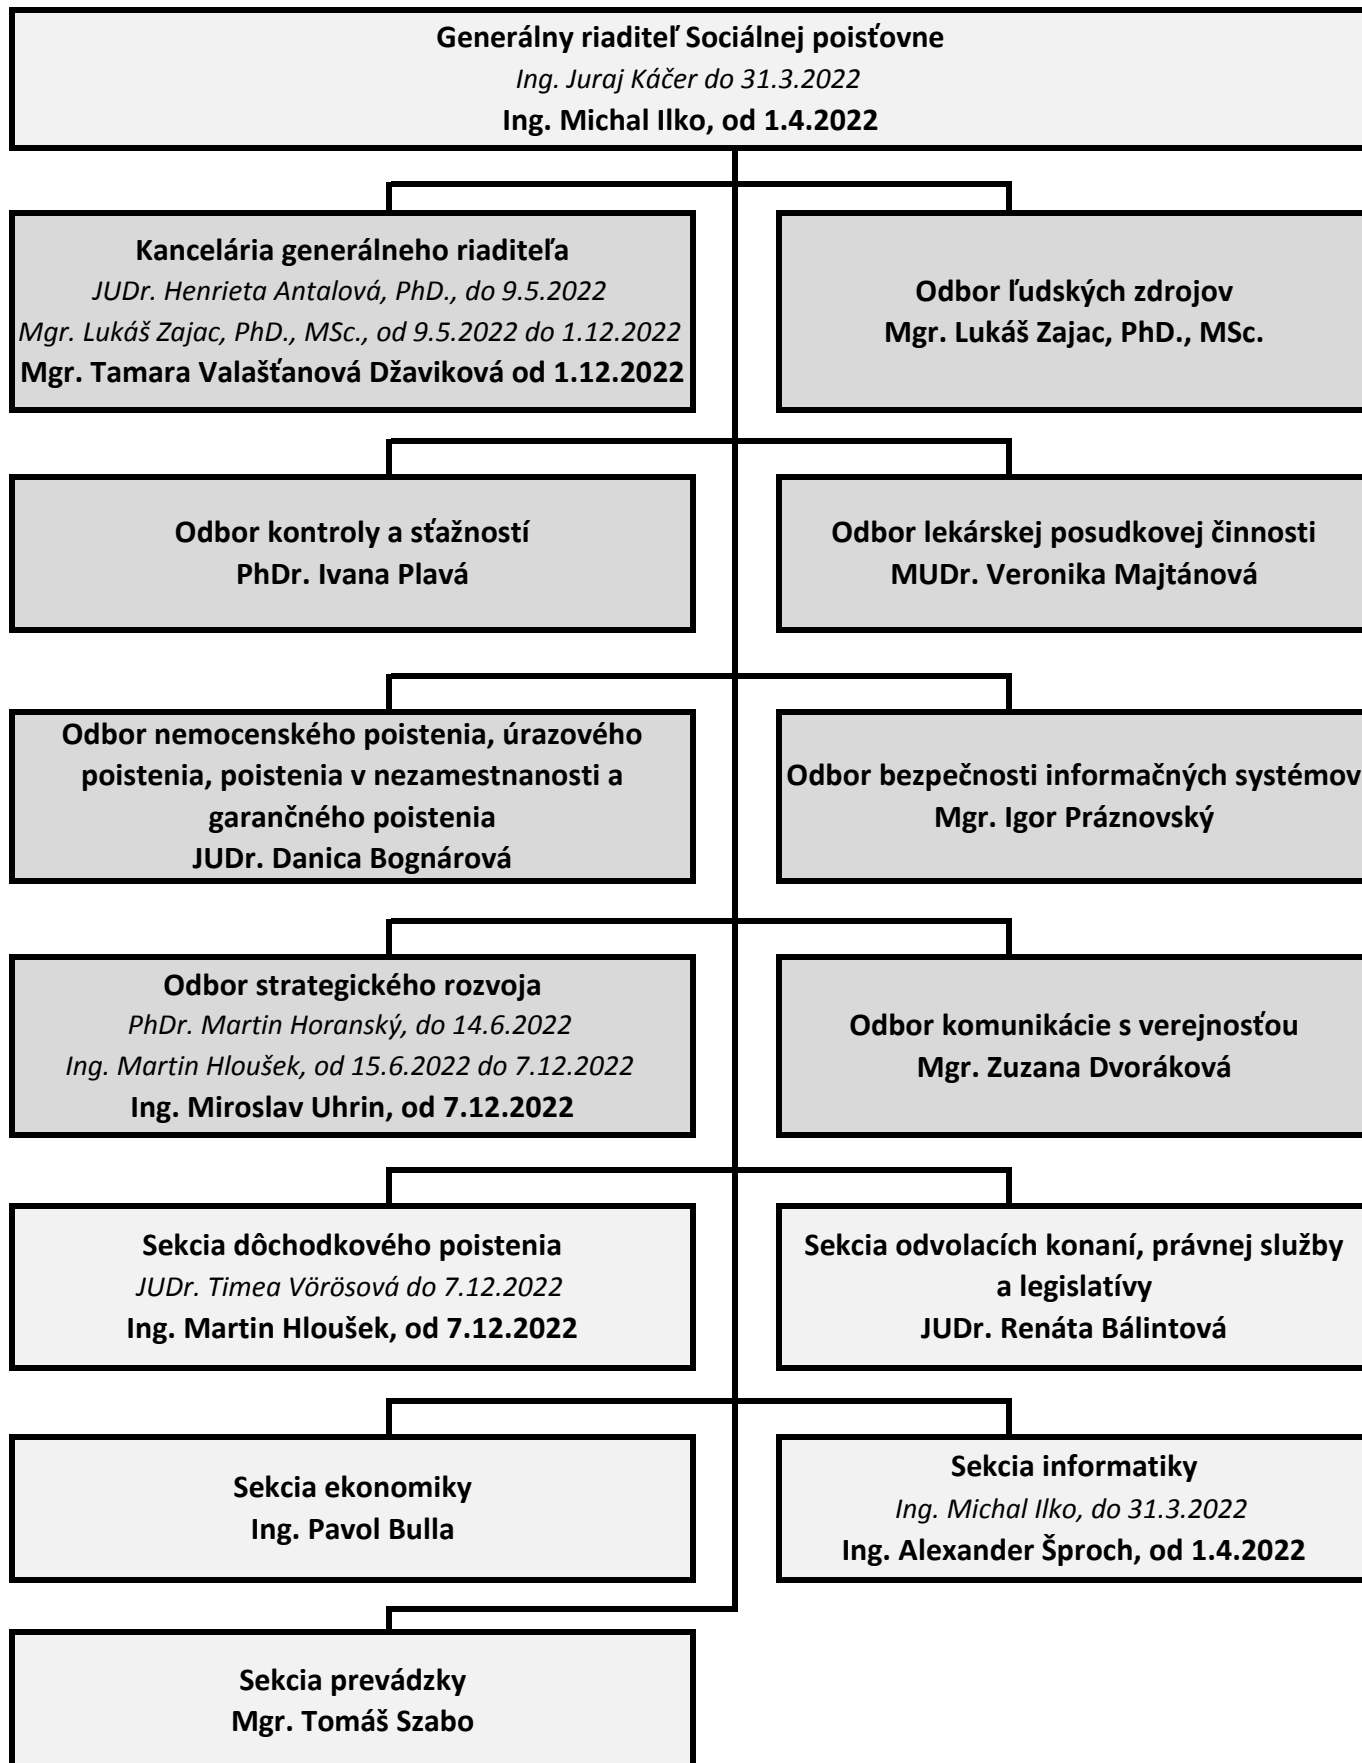 Generálny riaditeľ Sociálnej poisťovne
Ing. Juraj Káčer do 31.3.2022
Ing. Michal Ilko, od 1.4.2022
Kancelária generálneho riaditeľa
JUDr. Henrieta Antalová, PhD., do 9.5.2022
Mgr. Lukáš Zajac, PhD., MSc., od 9.5.2022 do 1.12.2022
Mgr. Tamara Valašťanová Džaviková od 1.12.2022
Odbor ľudských zdrojov
Mgr. Lukáš Zajac, PhD., MSc.
Odbor kontroly a sťažností
PhDr. Ivana Plavá
Odbor lekárskej posudkovej činnosti
MUDr. Veronika Majtánová
Odbor nemocenského poistenia, úrazového
poistenia, poistenia v nezamestnanosti a
garančného poistenia
JUDr. Danica Bognárová
Odbor bezpečnosti informačných systémov
Mgr. Igor Práznovský
Odbor strategického rozvoja
PhDr. Martin Horanský, do 14.6.2022
Ing. Martin Hloušek, od 15.6.2022 do 7.12.2022
Ing. Miroslav Uhrin, od 7.12.2022
Odbor komunikácie s verejnosťou
Mgr. Zuzana Dvoráková
Sekcia dôchodkového poistenia
JUDr. Timea Vörösová do 7.12.2022
Ing. Martin Hloušek, od 7.12.2022
Sekcia odvolacích konaní, právnej služby
a legislatívy
JUDr. Renáta Bálintová
Sekcia ekonomiky
Ing. Pavol Bulla
Sekcia informatiky
Ing. Michal Ilko, do 31.3.2022
Ing. Alexander Šproch, od 1.4.2022
Sekcia prevádzky
Mgr. Tomáš Szabo